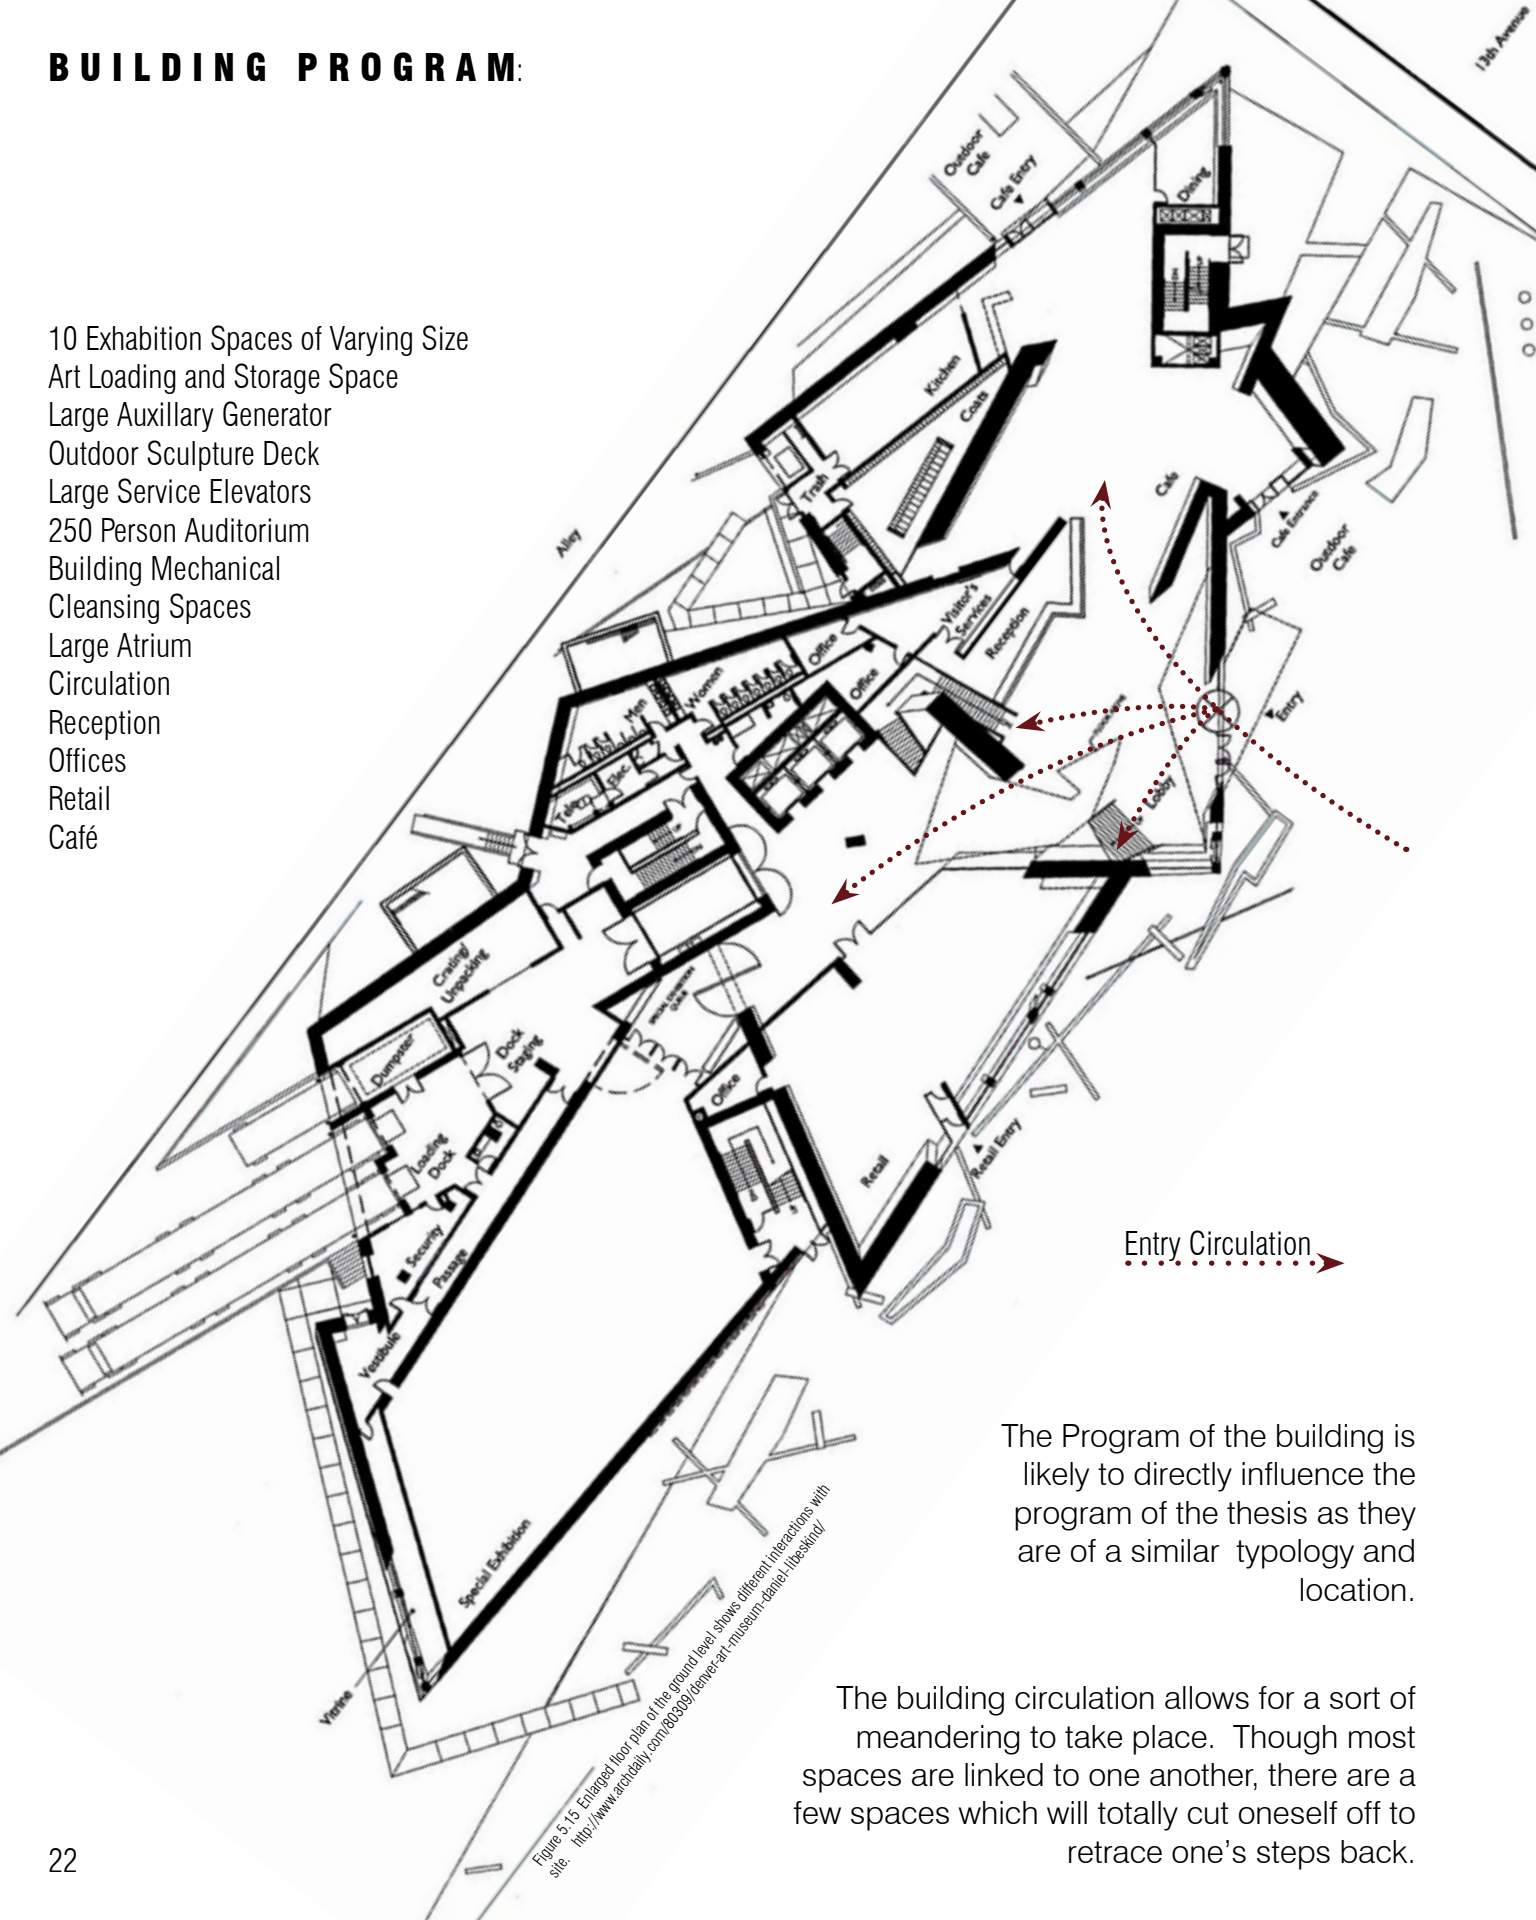 BUILDING PROGRAM:
13th Avenue
Outdoor
Cafe
Cafe Entry
Dining
10 Exhabition Spaces of Varying Size
Art Loading and Storage Space
Large Auxillary Generator
Outdoor Sculpture Deck
Large Service Elevators
250 Person Auditorium
Building Mechanical
Cleansing Spaces
Large Atrium
Circulation
Reception
Offices
Retail
Café
Kitchen
Coats
Trash
Alley
Cafe
Cafe Entrance
Outdoor
Cafe
Visitor's
Services
Reception
Office
Office
Women
Men
Elec.
Tele.
Entry
Lobby
Crating/
Unpacking
SPECIAL EXHIBITION
QUEUE
Dock
Staging
Dumpster
Office
Loading
Dock
Retail
Retail Entry
Security
Passage
Vestibule
Entry Circulation
Special Exhibition
Vitrine
The Program of the building is
likely to directly influence the
program of the thesis as they
are of a similar typology and
location.
Figure 5.15 Enlarged floor plan of the ground level shows different interactions with
site. http://www.archdaily.com/80309/denver-art-museum-daniel-libeskind/
The building circulation allows for a sort of
meandering to take place. Though most
spaces are linked to one another, there are a
few spaces which will totally cut oneself off to
retrace one's steps back.
22